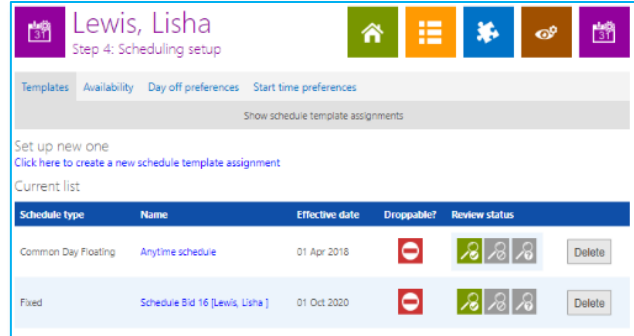 31
Lewis, Lisha
Step 4: Scheduling setup
31
Templates Availability Day off preferences Start time preferences
Show schedule template assignments
Set up new one
Click here to create a new schedule template assignment
Current list
Schedule type Name Effective date Droppable? Review status
Common Day Floating Anytime schedule 01 Apr 2018 Delete
Fixed Schedule Bid 16 [Lewis, Lisha ] 01 Oct 2020 Delete